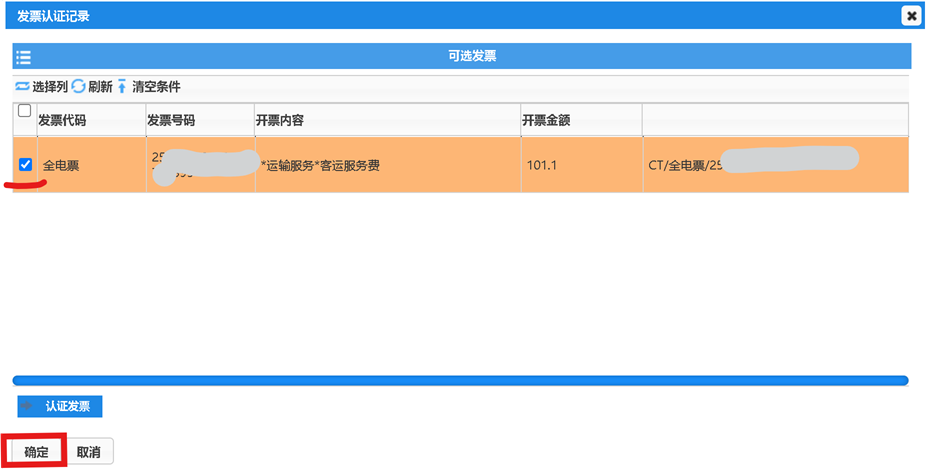 发票认证记录
可选发票
选择列 刷新 清空条件
发票代码 发票号码 开票内容 开票金额
全电票 25 *运输服务*客运服务费 101.1 CT/全电票/25
认证发票
确定 取消